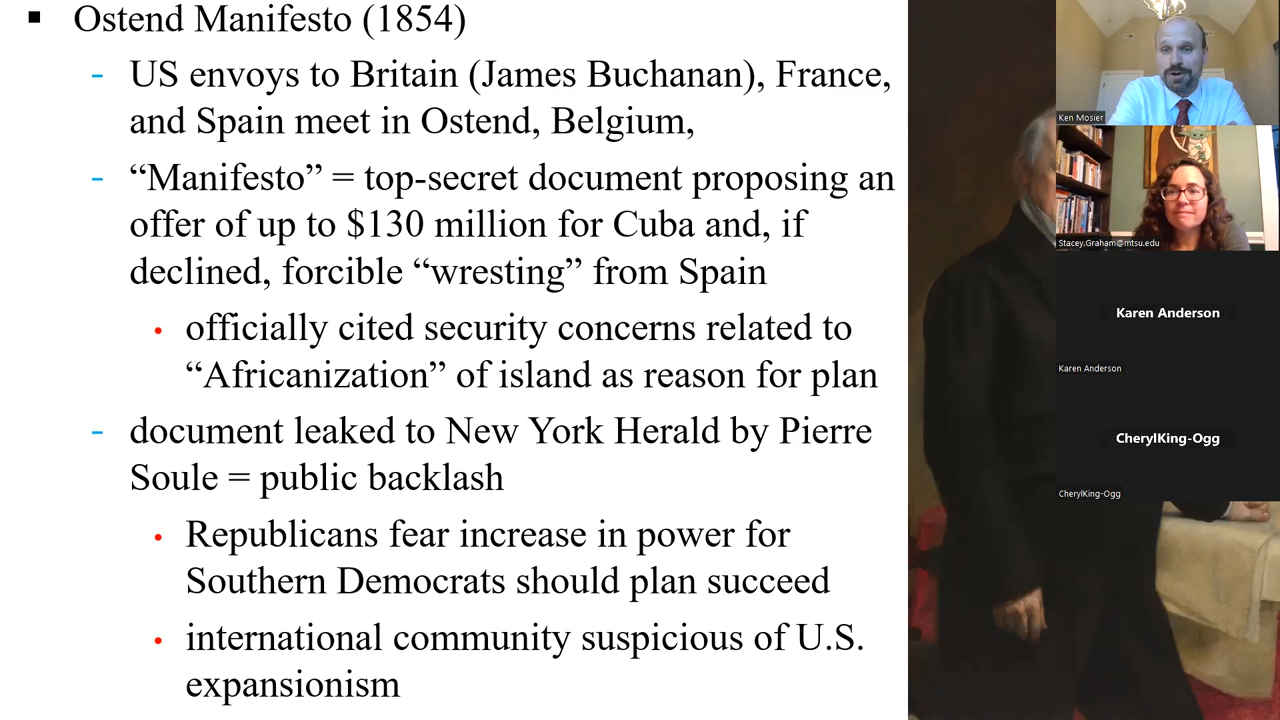 Ostend Manifesto (1854)
- US envoys to Britain (James Buchanan), France,
and Spain meet in Ostend, Belgium,
- “Manifesto” = top-secret document proposing an
offer of up to $130 million for Cuba and, if
declined, forcible “wresting” from Spain
• officially cited security concerns related to
“Africanization” of island as reason for plan
- document leaked to New York Herald by Pierre
Soule = public backlash
• Republicans fear increase in power for
Southern Democrats should plan succeed
• international community suspicious of U.S.
expansionism
Ken Mosier
Stacey.Graham@mtsu.edu
Karen Anderson
Karen Anderson
CherylKing-Ogg
CherylKing-Ogg